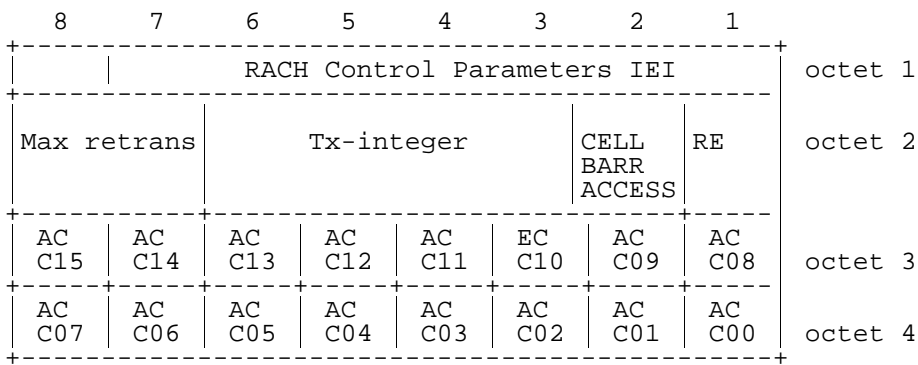 8 7 6 5 4 3 2 1
RACH Control Parameters IEI octet 1
Max retrans Tx-integer CELL RE octet 2
BARR
ACCESS
AC AC AC AC AC EC AC AC
C15 C14 C13 C12 C11 C10 C09 C08 octet 3
AC AC AC AC AC AC AC AC
C07 C06 C05 C04 C03 C02 C01 C00 octet 4